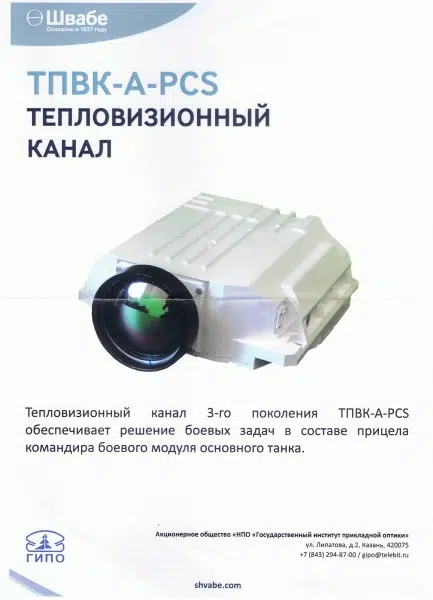 Швабе
Основано в 1837 году
ТПВК-А-PCS
ТЕПЛОВИЗИОННЫЙ
КАНАЛ
Тепловизионный канал 3-го поколения ТПВК-А-PCS
обеспечивает решение боевых задач в составе прицела
командира боевого модуля основного танка.
Акционерное общество «НПО «Государственный институт прикладной оптики»
ул. Липатова, д.2, Казань, 420075
+7 (843) 294-87-00 / gipo@telebit.ru
ГИПО
shvabe.com